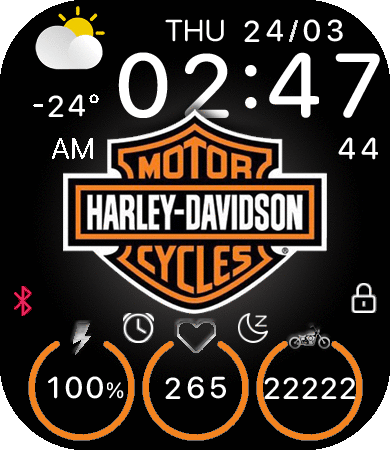 THU 24/03
02:47
-24°
AM
44
MOTOR
HARLEY-DAVIDSON
CYCLES
®
100%
265
22222